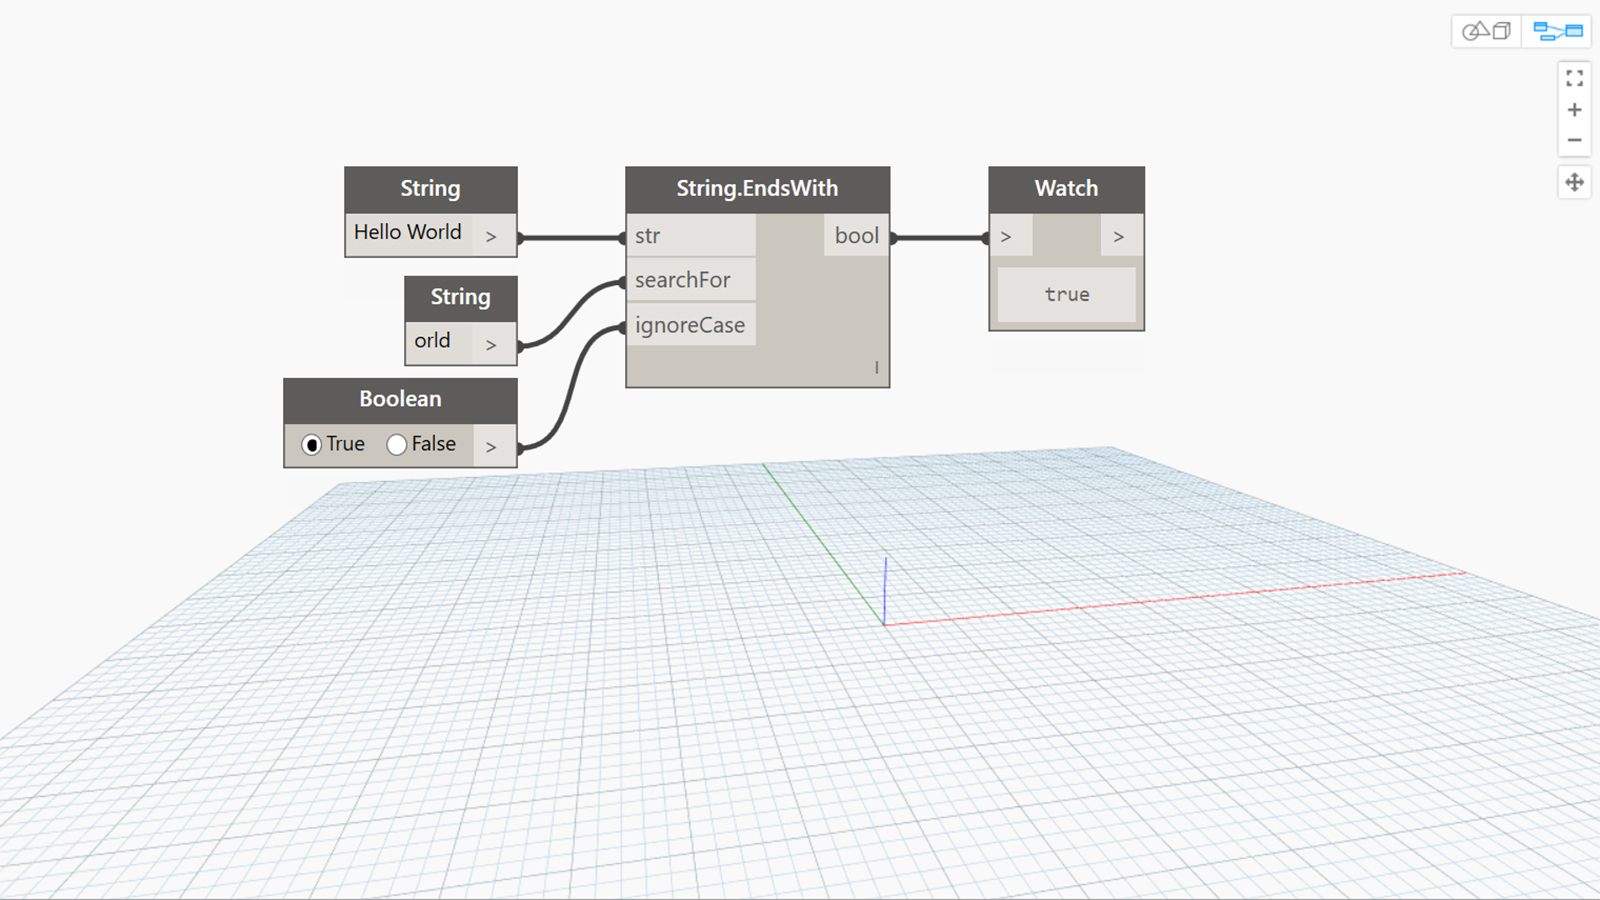 String
Hello World >
String
orld >
Boolean
True False >
String.EndsWith
str bool
searchFor
ignoreCase
l
Watch
> >
true